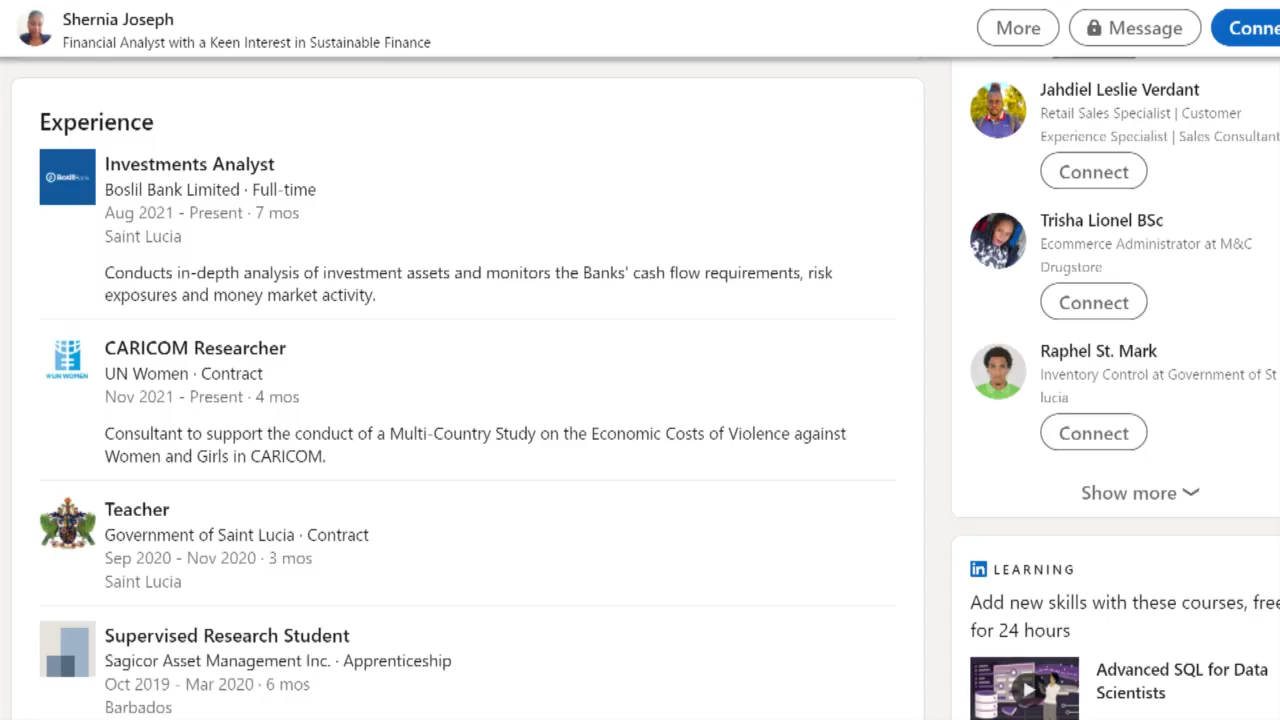 Shernia Joseph
Financial Analyst with a Keen Interest in Sustainable Finance
More
Message
Conne
Experience
BoslilBank
Investments Analyst
Boslil Bank Limited · Full-time
Aug 2021 - Present · 7 mos
Saint Lucia
Conducts in-depth analysis of investment assets and monitors the Banks' cash flow requirements, risk
exposures and money market activity.
UN WOMEN
CARICOM Researcher
UN Women · Contract
Nov 2021 - Present · 4 mos
Consultant to support the conduct of a Multi-Country Study on the Economic Costs of Violence against
Women and Girls in CARICOM.
Teacher
Government of Saint Lucia · Contract
Sep 2020 - Nov 2020 · 3 mos
Saint Lucia
Supervised Research Student
Sagicor Asset Management Inc. · Apprenticeship
Oct 2019 - Mar 2020 · 6 mos
Barbados
Jahdiel Leslie Verdant
Retail Sales Specialist | Customer
Experience Specialist | Sales Consultant
Connect
Trisha Lionel BSc
Ecommerce Administrator at M&C
Drugstore
Connect
Raphel St. Mark
Inventory Control at Government of St
lucia
Connect
Show more
in LEARNING
Add new skills with these courses, free
for 24 hours
Advanced SQL for Data
Scientists